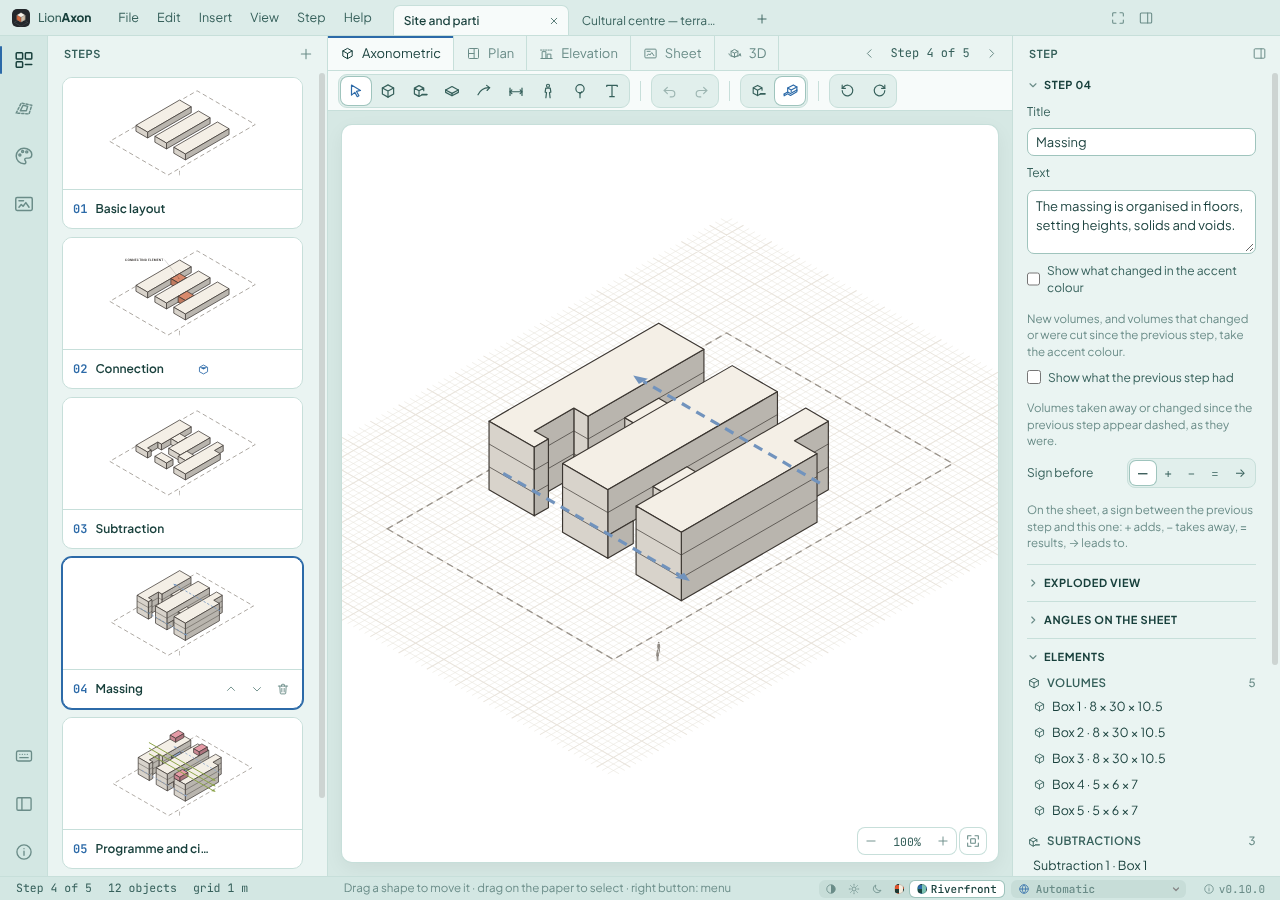 LionAxon File Edit Insert View Step Help
Site and parti
Cultural centre — terra...
STEPS
Axonometric Plan Elevation Sheet 3D
Step 4 of 5
01 Basic layout
CONNECTING ELEMENT
02 Connection
03 Subtraction
04 Massing
05 Programme and ci...
100%
STEP
STEP 04
Title
Massing
Text
The massing is organised in floors,
setting heights, solids and voids.
Show what changed in the accent
colour
New volumes, and volumes that changed
or were cut since the previous step, take
the accent colour.
Show what the previous step had
Volumes taken away or changed since the
previous step appear dashed, as they
were.
Sign before — + − = →
On the sheet, a sign between the previous
step and this one: + adds, − takes away, =
results, → leads to.
EXPLODED VIEW
ANGLES ON THE SHEET
ELEMENTS
VOLUMES 5
Box 1 · 8 × 30 × 10.5
Box 2 · 8 × 30 × 10.5
Box 3 · 8 × 30 × 10.5
Box 4 · 5 × 6 × 7
Box 5 · 5 × 6 × 7
SUBTRACTIONS 3
Subtraction 1 · Box 1
Step 4 of 5 12 objects grid 1 m
Drag a shape to move it · drag on the paper to select · right button: menu
Riverfront
Automatic
v0.10.0